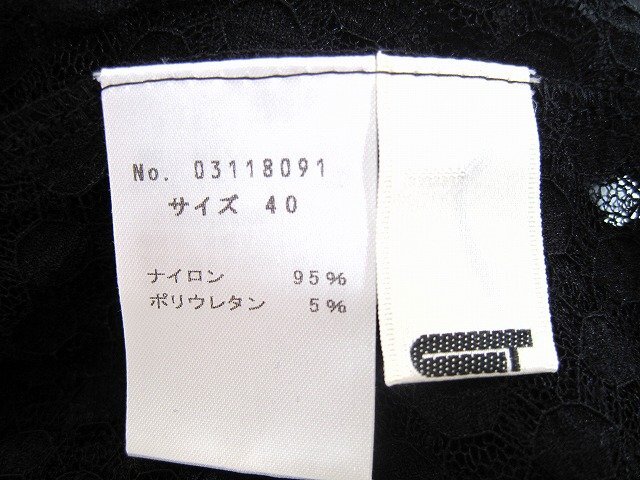 No. 03118091
サイズ 40
ナイロン 95%
ポリウレタン 5%